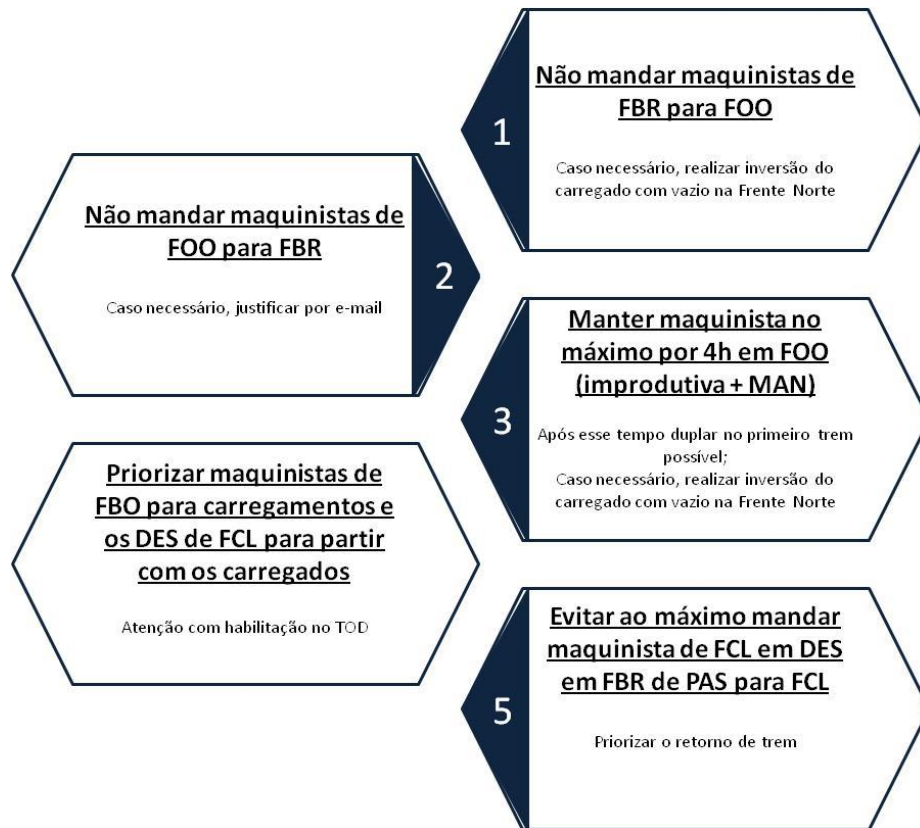 1
Não mandar maquinistas de
FBR para FOO
Caso necessário, realizar inversão do
carregado com vazio na Frente Norte
Não mandar maquinistas de
FOO para FBR
Caso necessário, justificar por e-mail
2
3
Manter maquinista no
máximo por 4h em FOO
(improdutiva + MAN)
Após esse tempo duplar no primeiro trem
possível;
Caso necessário, realizar inversão do
carregado com vazio na Frente Norte
Priorizar maquinistas de
FBO para carregamentos e
os DES de FCL para partir
com os carregados
Atenção com habilitação no TOD
5
Evitar ao máximo mandar
maquinista de FCL em DES
em FBR de PAS para FCL
Priorizar o retorno de trem